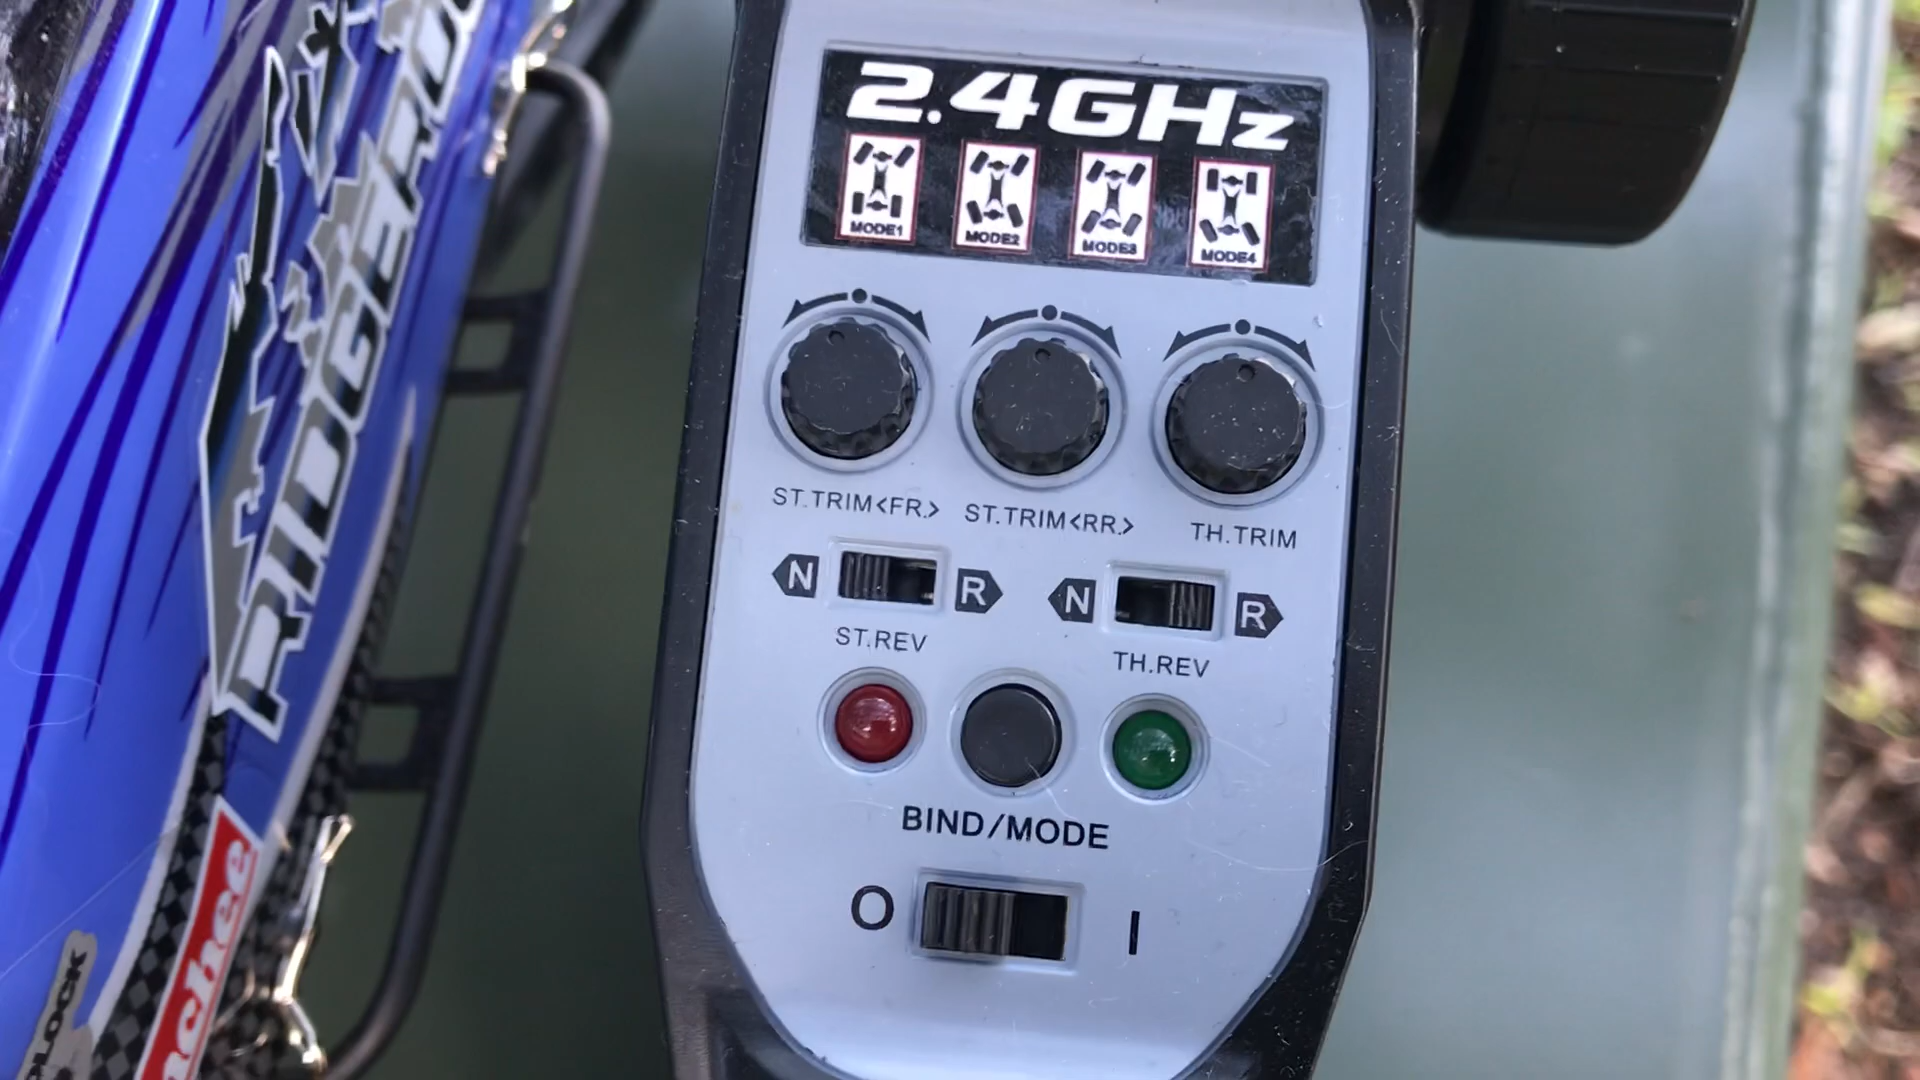 2.4GHz
MODE1 MODE2 MODE3 MODE4
ST.TRIM<FR.> ST.TRIM<RR.> TH.TRIM
N R N R
ST.REV TH.REV
BIND/MODE
O I